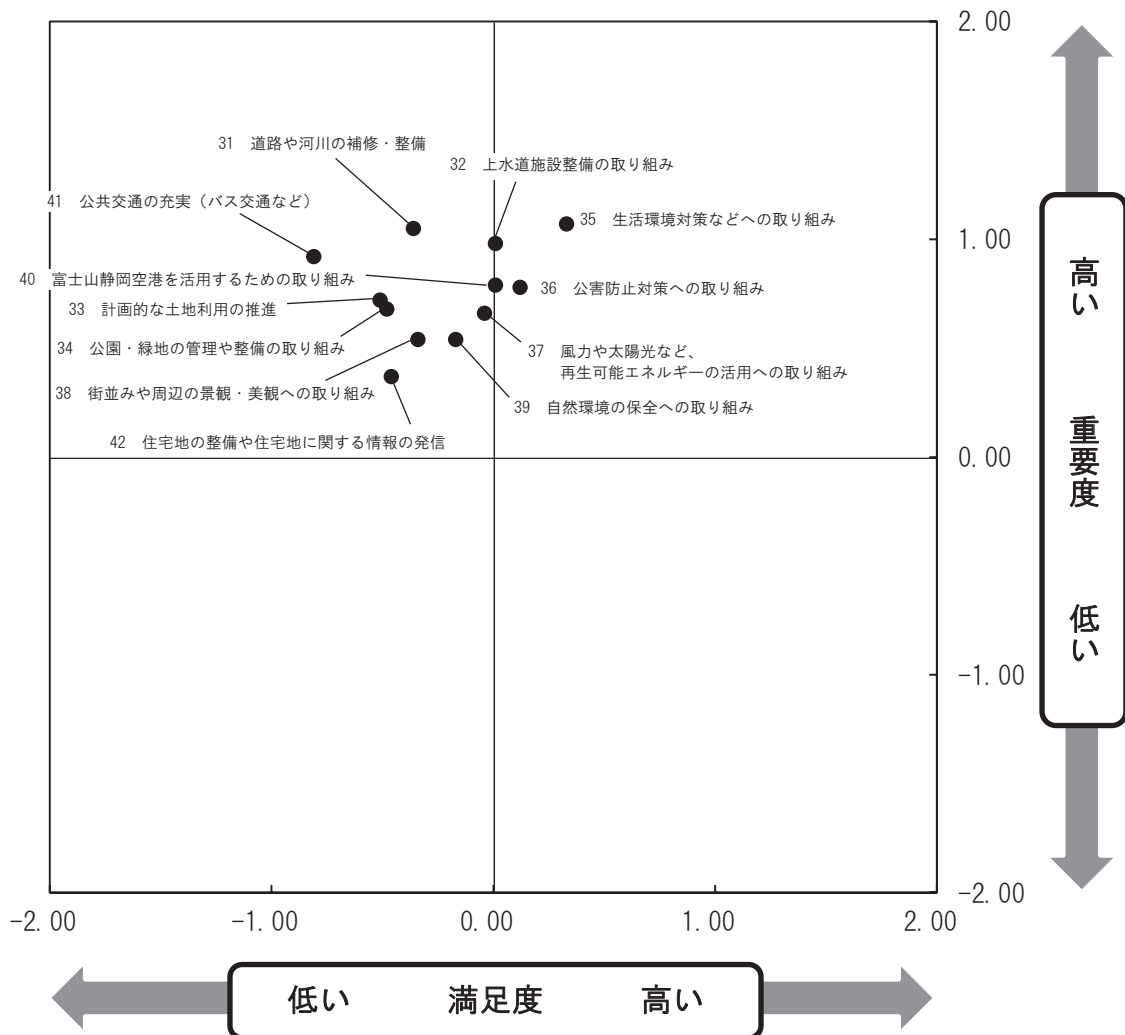 2.00
31 道路や河川の補修・整備
32 上水道施設整備の取り組み
41 公共交通の充実（バス交通など）
35 生活環境対策などへの取り組み
1.00
40 富士山静岡空港を活用するための取り組み
36 公害防止対策への取り組み
33 計画的な土地利用の推進
34 公園・緑地の管理や整備の取り組み
37 風力や太陽光など、
再生可能エネルギーの活用への取り組み
38 街並みや周辺の景観・美観への取り組み
39 自然環境の保全への取り組み
42 住宅地の整備や住宅地に関する情報の発信
0.00
-1.00
-2.00
-2.00 -1.00 0.00 1.00 2.00
高い 重要度 低い
低い 満足度 高い